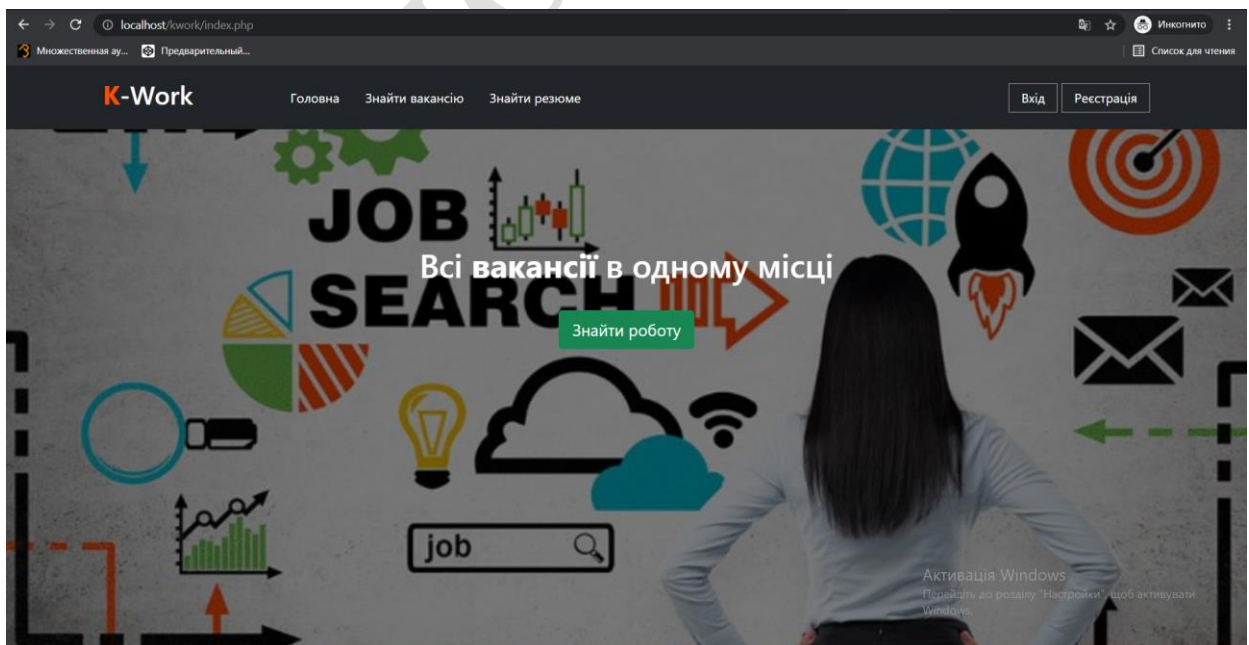 localhost/kwork/index.php
Инкогнито
Множественная ау...
Предварительный...
Список для чтения
K-Work
Головна
Знайти вакансію
Знайти резюме
Вхід
Реєстрація
JOB
SEARCH
Всі вакансії в одному місці
Знайти роботу
job
Активація Windows
Перейдіть до розділу "Настройки", щоб активувати
Windows.